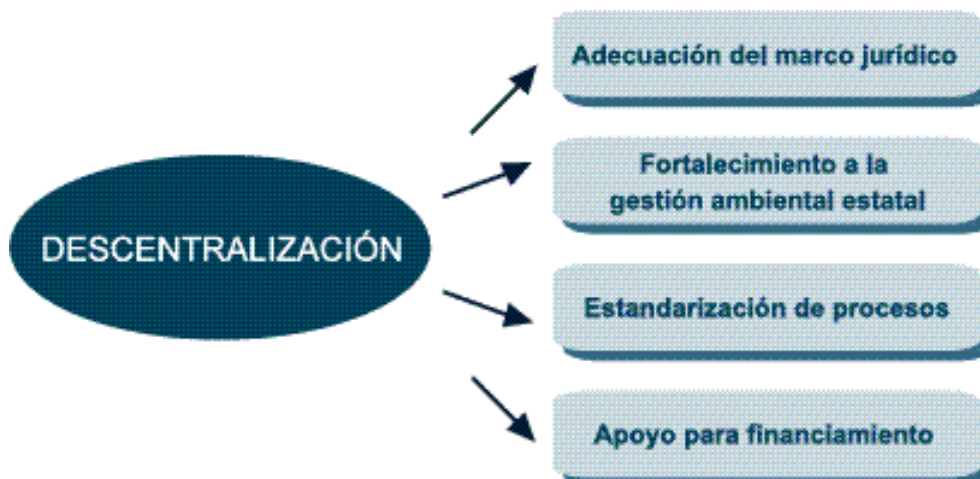 DESCENTRALIZACIÓN
Adecuación del marco jurídico
Fortalecimiento a la
gestión ambiental estatal
Estandarización de procesos
Apoyo para financiamiento